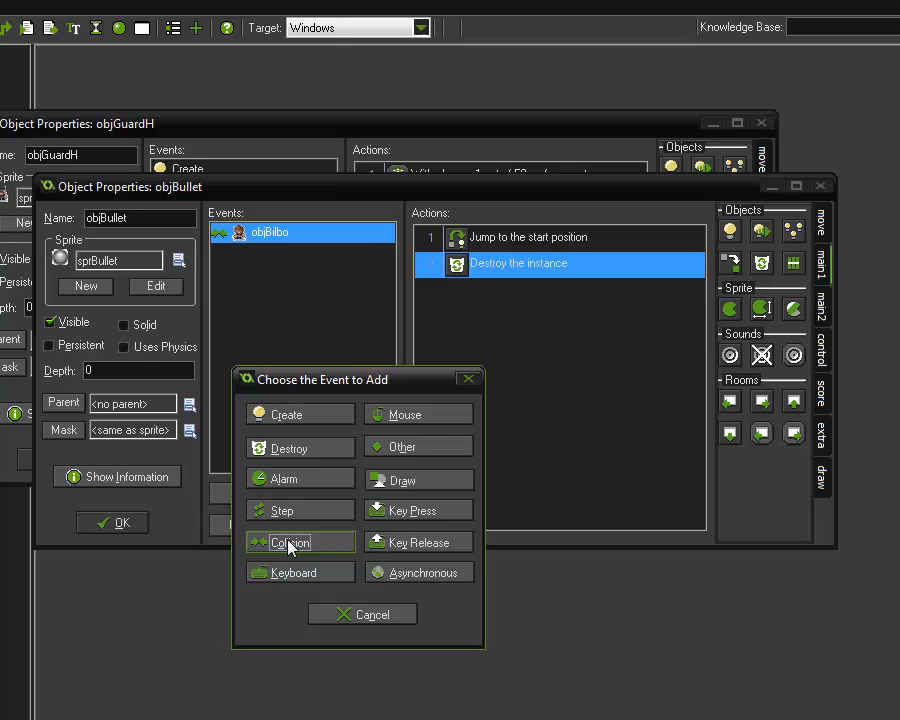 Target: Windows
Knowledge Base:
Object Properties: objGuardH
objGuardH
Events:
Create
Actions:
Objects
move
Object Properties: objBullet
Name: objBullet
Sprite
sprBullet
New Edit
Visible Solid
Persistent Uses Physics
Depth: 0
Parent <no parent>
Mask <same as sprite>
Show Information
OK
Events:
objBilbo
Actions:
1 Jump to the start position
2 Destroy the instance
Objects
Sprite
Sounds
Rooms
move
main1
main2
control
score
extra
draw
Choose the Event to Add
Create Mouse
Destroy Other
Alarm Draw
Step Key Press
Collision Key Release
Keyboard Asynchronous
Cancel